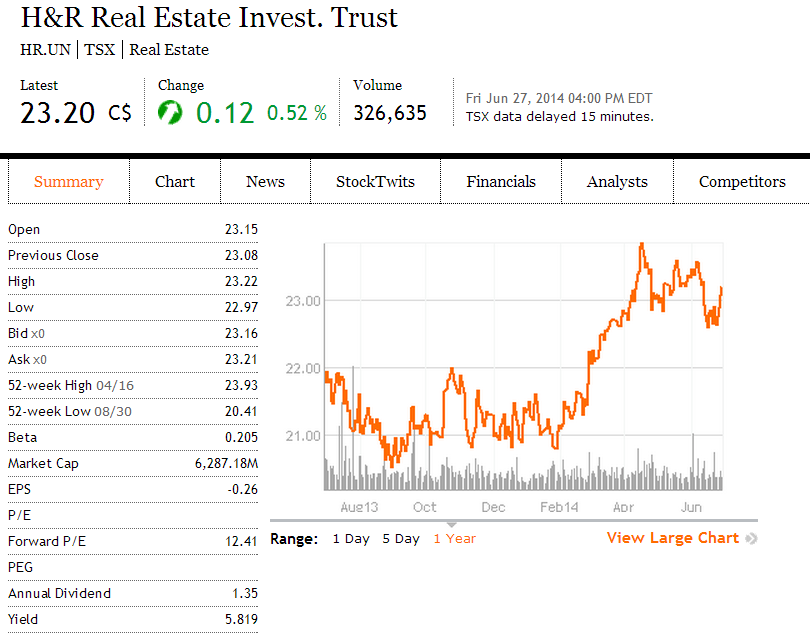 H&R Real Estate Invest. Trust
HR.UN | TSX | Real Estate
Latest Change Volume
23.20 C$ 0.12 0.52 % 326,635
Fri Jun 27, 2014 04:00 PM EDT
TSX data delayed 15 minutes.
Summary Chart News StockTwits Financials Analysts Competitors
Open 23.15
Previous Close 23.08
High 23.22
Low 22.97
Bid x0 23.16
Ask x0 23.21
52-week High 04/16 23.93
52-week Low 08/30 20.41
Beta 0.205
Market Cap 6,287.18M
EPS -0.26
P/E
Forward P/E 12.41
PEG
Annual Dividend 1.35
Yield 5.819
23.00
22.00
21.00
Aug13 Oct Dec Feb14 Apr Jun
Range: 1 Day 5 Day 1 Year View Large Chart